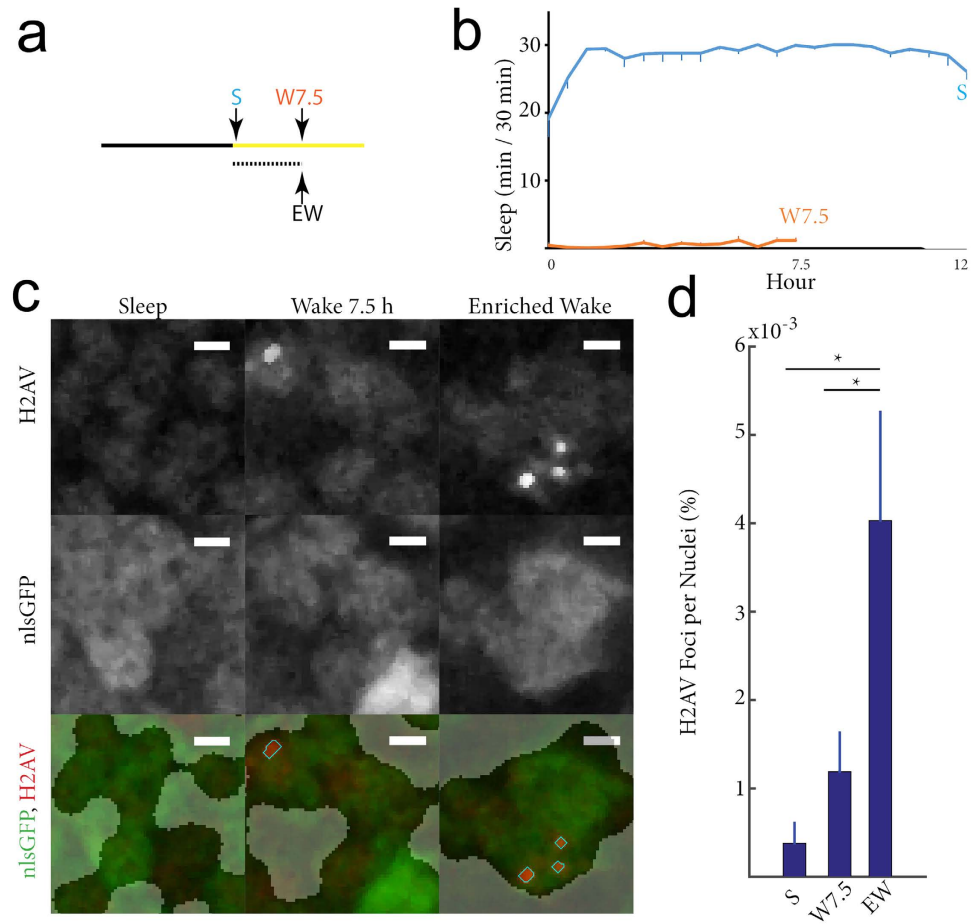 a
S W7.5
EW
b
Sleep (min / 30 min)
30
20
10
S
W7.5
0 7.5 12
Hour
c
Sleep Wake 7.5 h Enriched Wake
H2AV
nlsGFP
nlsGFP, H2AV
d
x10-3
H2AV Foci per Nuclei (%)
6
5
4
3
2
1
*
*
S W7.5 EW